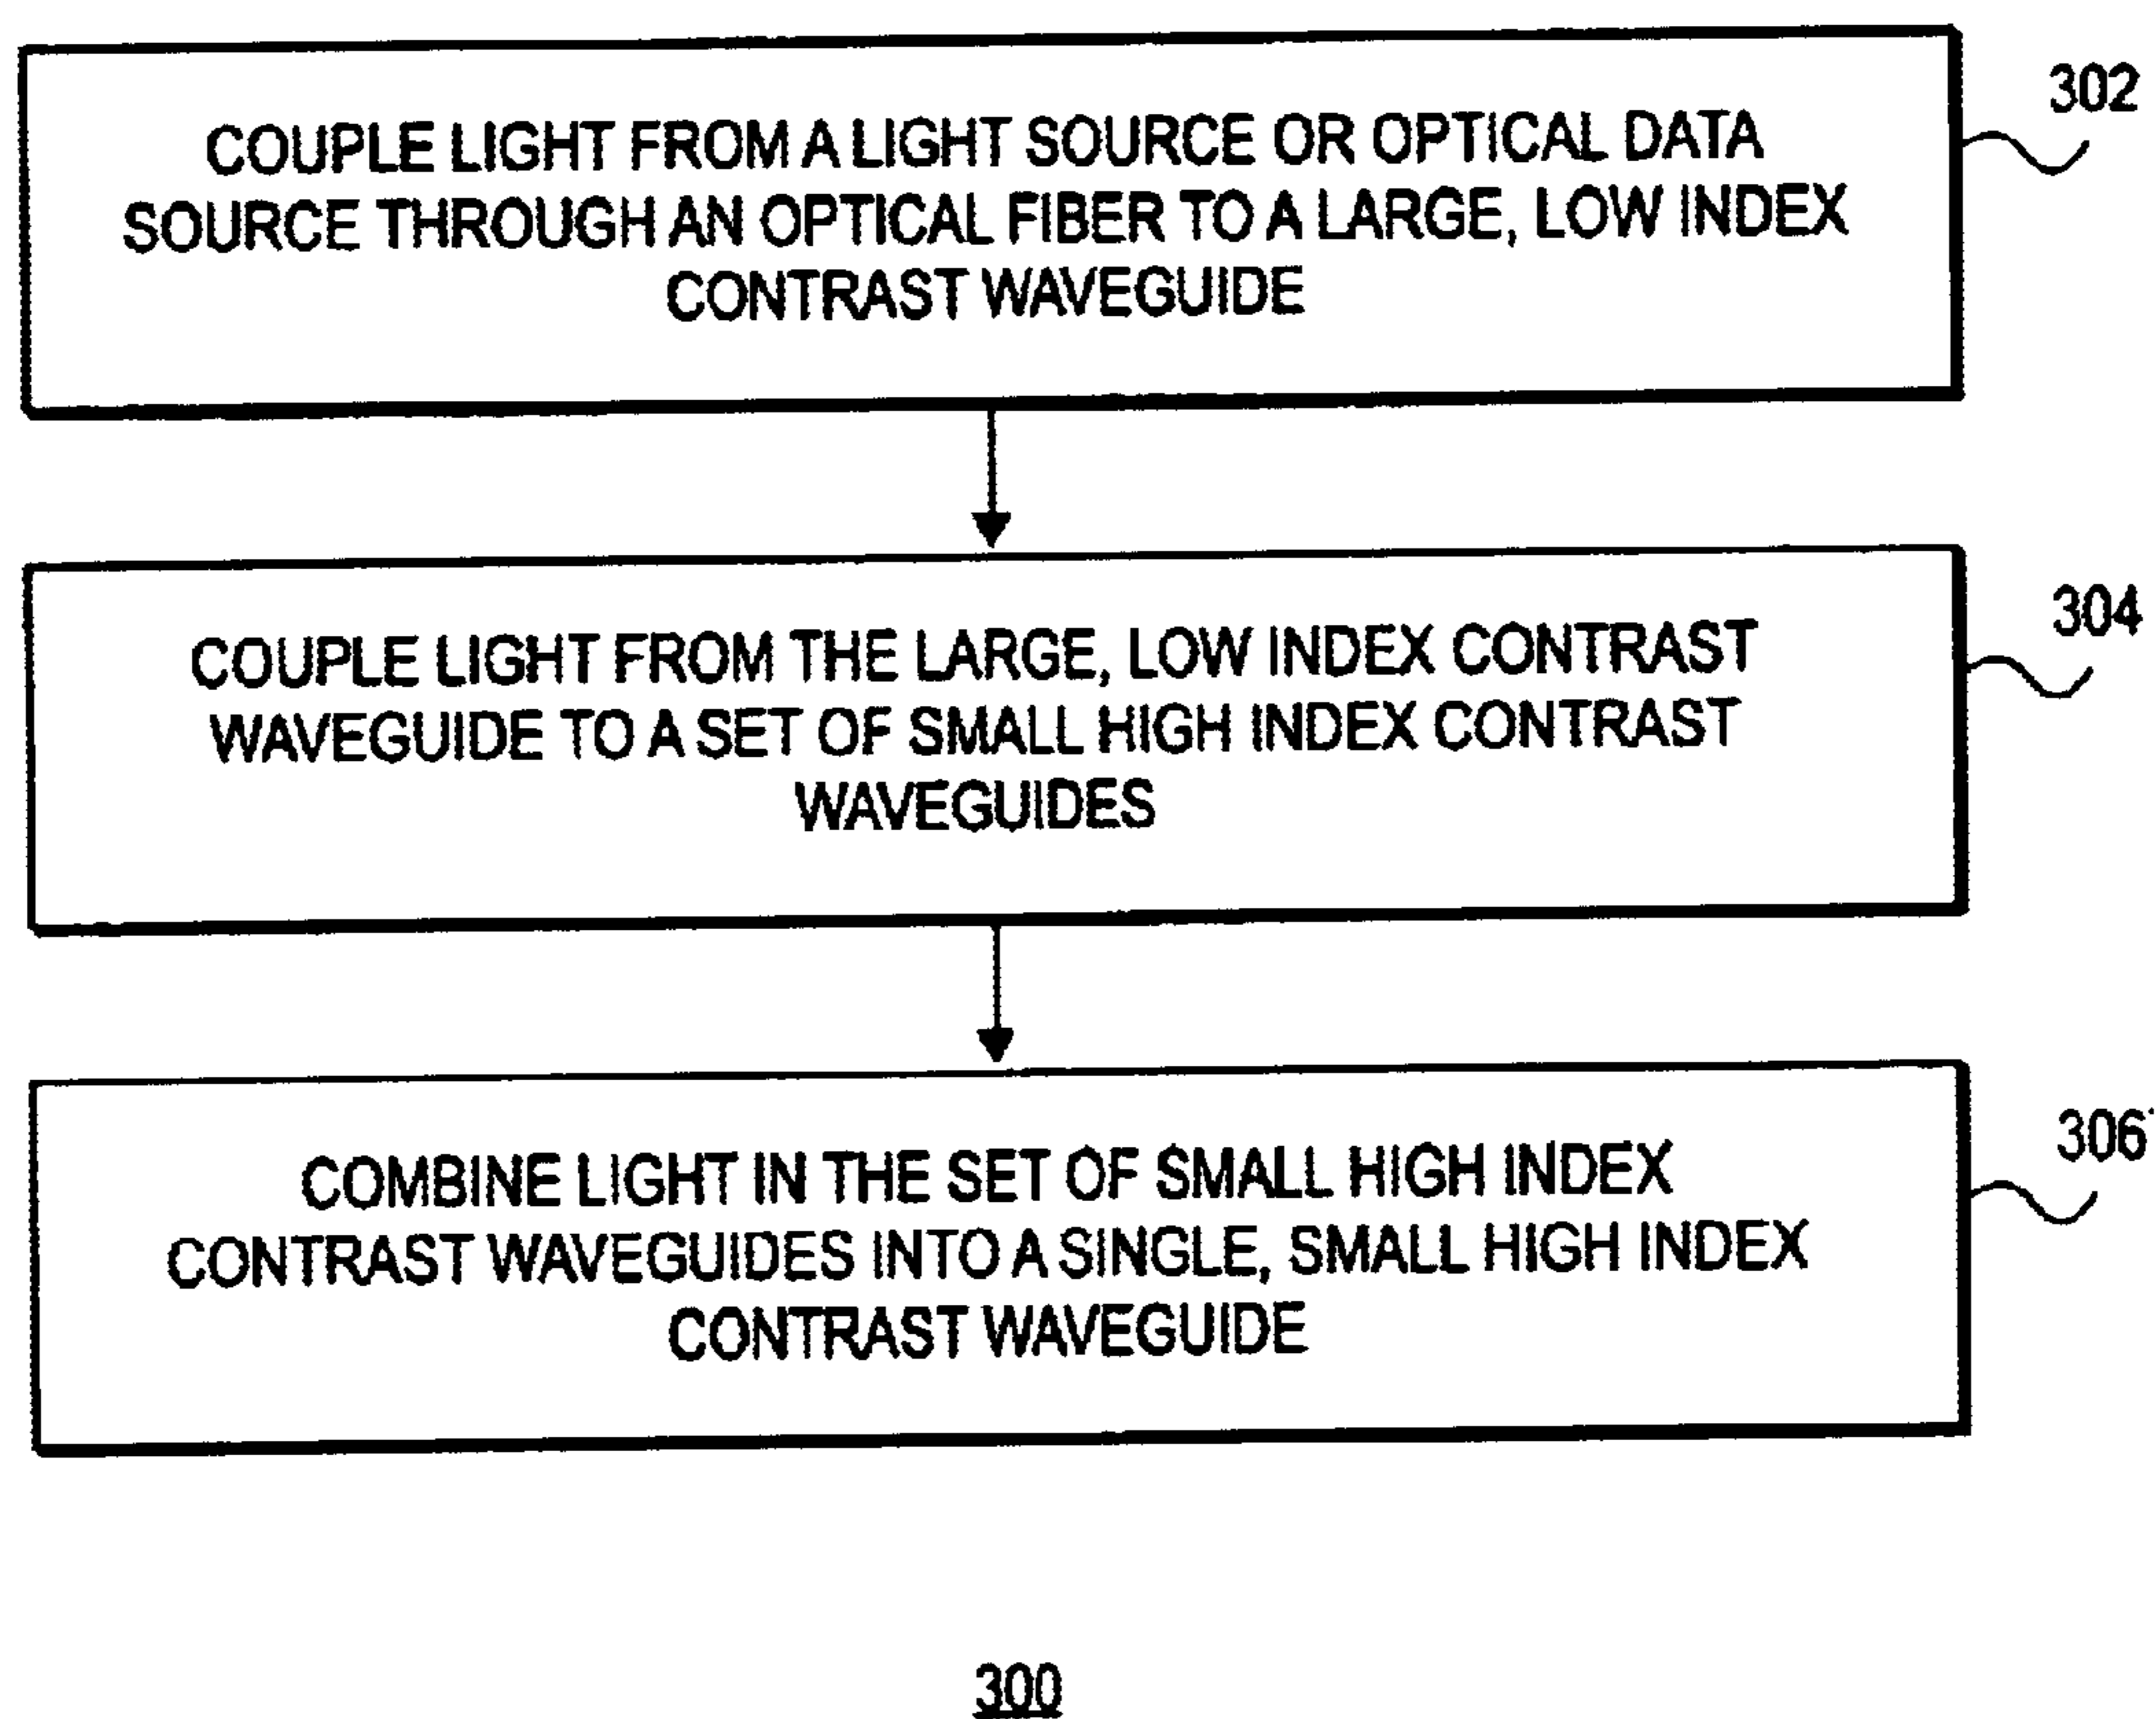 COUPLE LIGHT FROM A LIGHT SOURCE OR OPTICAL DATA
SOURCE THROUGH AN OPTICAL FIBER TO A LARGE, LOW INDEX
CONTRAST WAVEGUIDE
302
COUPLE LIGHT FROM THE LARGE, LOW INDEX CONTRAST
WAVEGUIDE TO A SET OF SMALL HIGH INDEX CONTRAST
WAVEGUIDES
304
COMBINE LIGHT IN THE SET OF SMALL HIGH INDEX
CONTRAST WAVEGUIDES INTO A SINGLE, SMALL HIGH INDEX
CONTRAST WAVEGUIDE
306
300